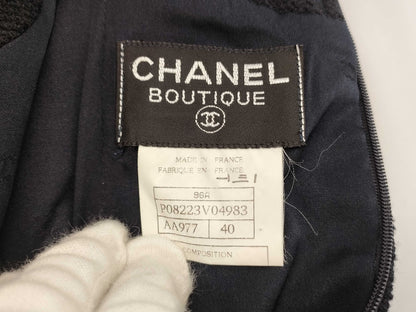 CHANEL
BOUTIQUE
MADE IN FRANCE
FABRIQUE EN FRANCE
96A
P08223V04983
AA977 40
COMPOSITION